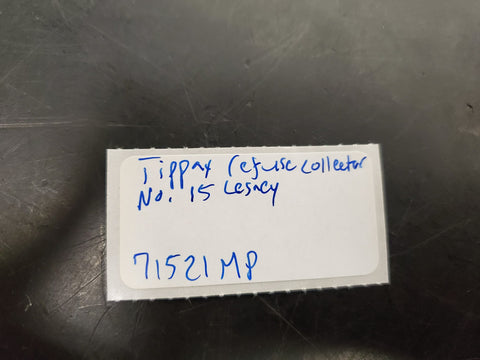 Tippax refuse collector
No. 15 Legacy
71521 MP